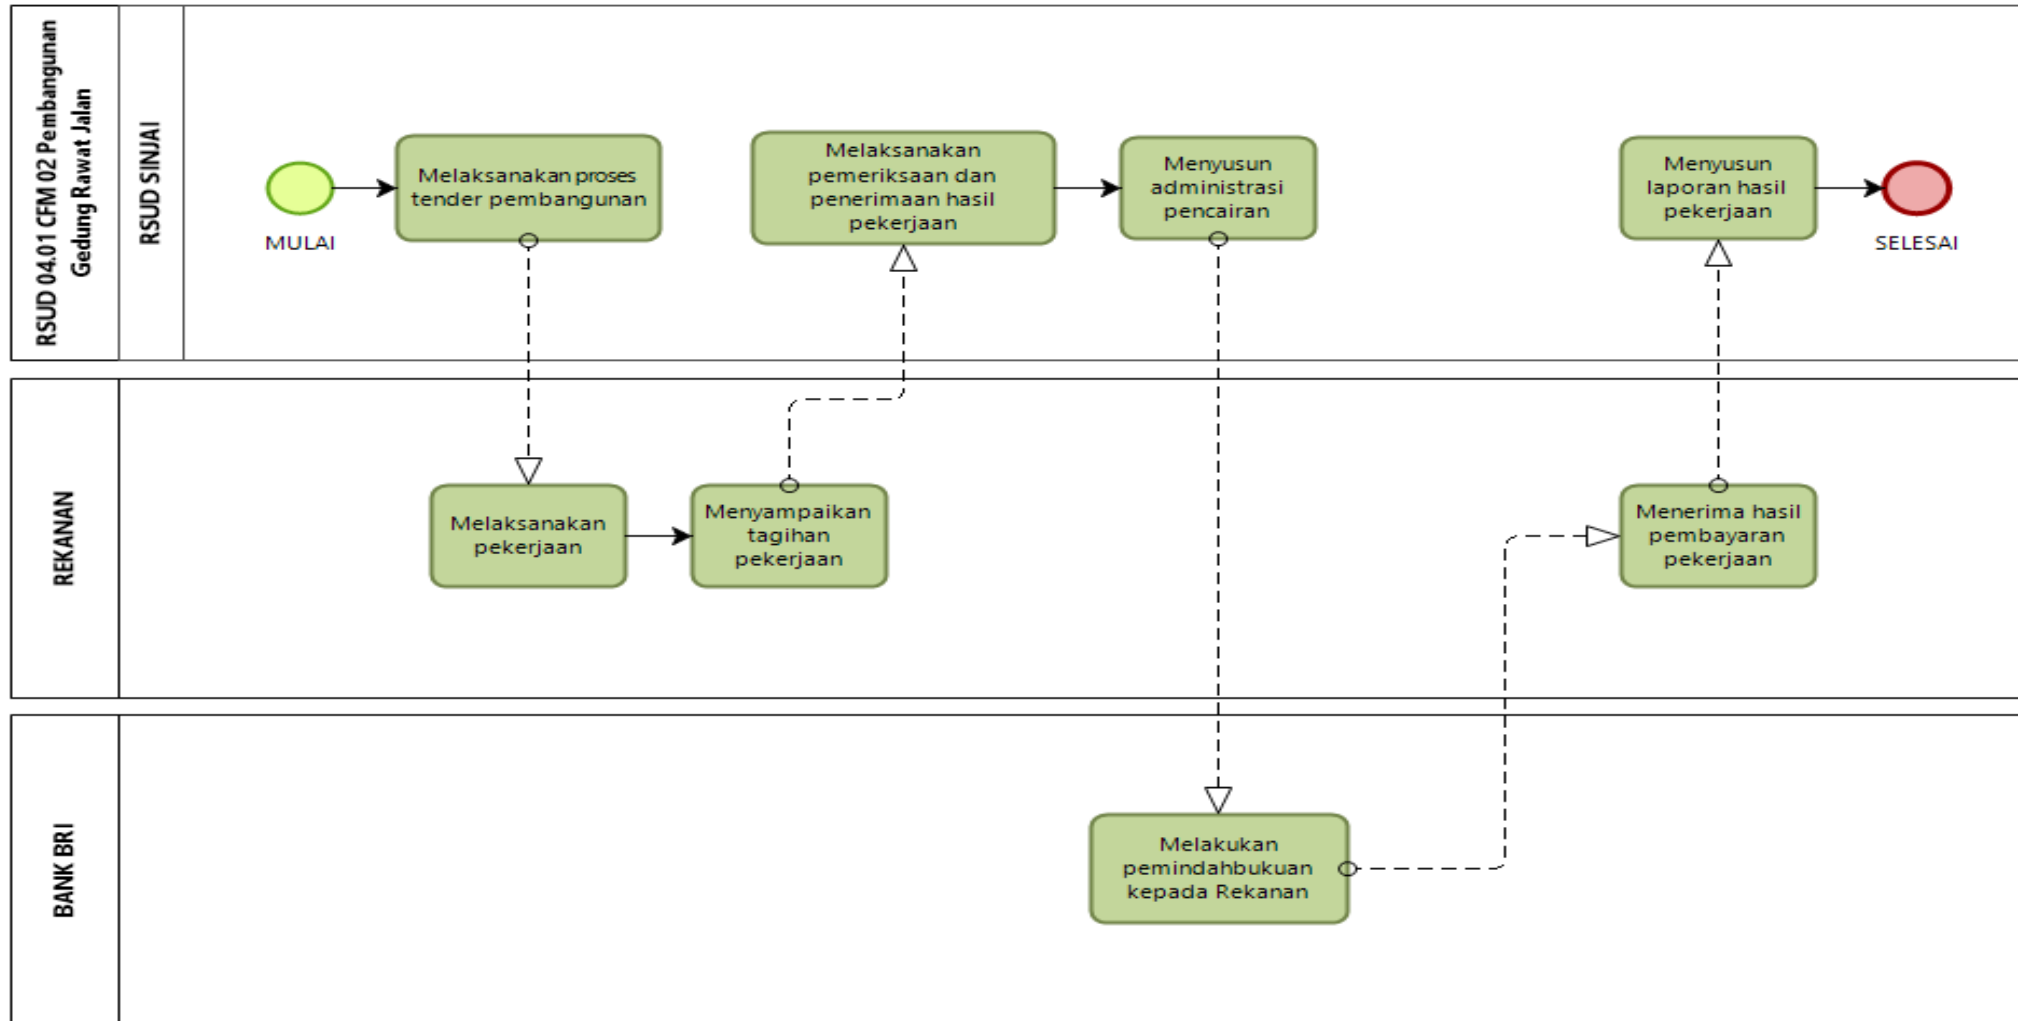 RSUD 04.01 CFM 02 Pembangunan
Gedung Rawat Jalan
RSUD SINJAI
MULAI
Melaksanakan proses
tender pembangunan
Melaksanakan
pemeriksaan dan
penerimaan hasil
pekerjaan
Menyusun
administrasi
pencairan
Menyusun
laporan hasil
pekerjaan
SELESAI
REKANAN
Melaksanakan
pekerjaan
Menyampaikan
tagihan
pekerjaan
Menerima hasil
pembayaran
pekerjaan
BANK BRI
Melakukan
pemindahbukuan
kepada Rekanan